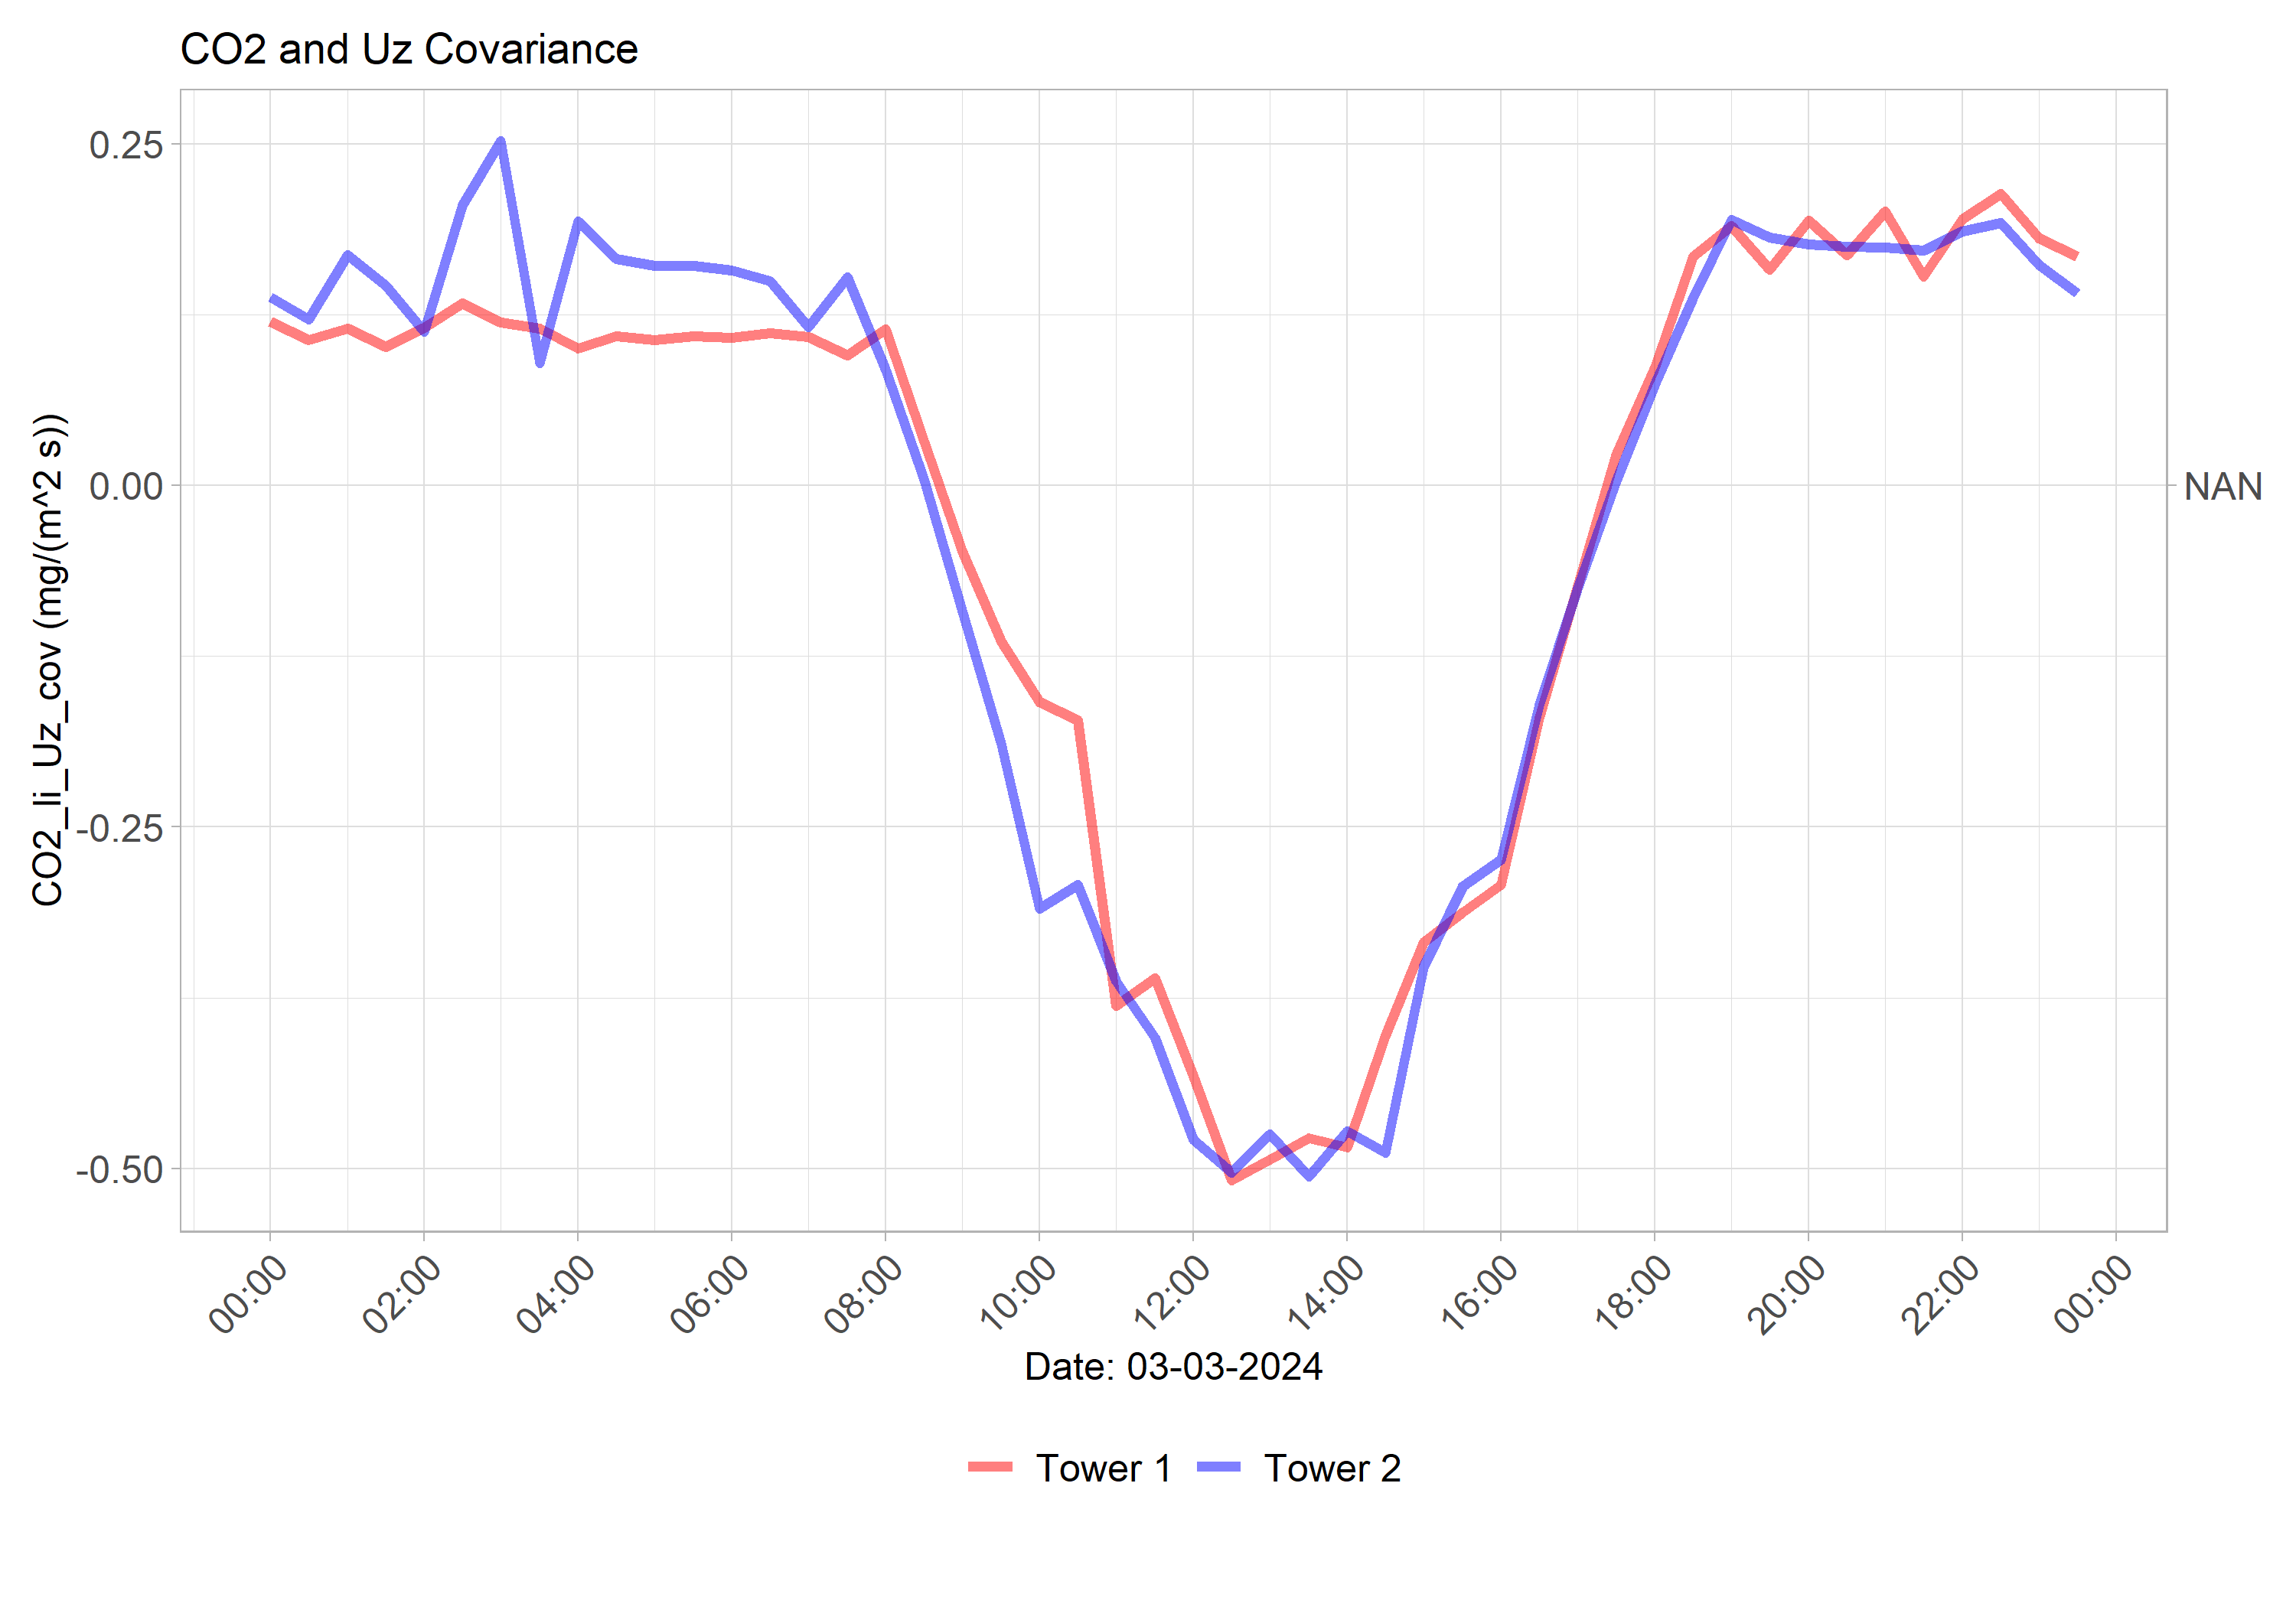 CO2 and Uz Covariance
CO2_li_Uz_cov (mg/(m^2 s))
0.25
0.00
-0.25
-0.50
NAN
00:00
02:00
04:00
06:00
08:00
10:00
12:00
14:00
16:00
18:00
20:00
22:00
00:00
Date: 03-03-2024
Tower 1
Tower 2